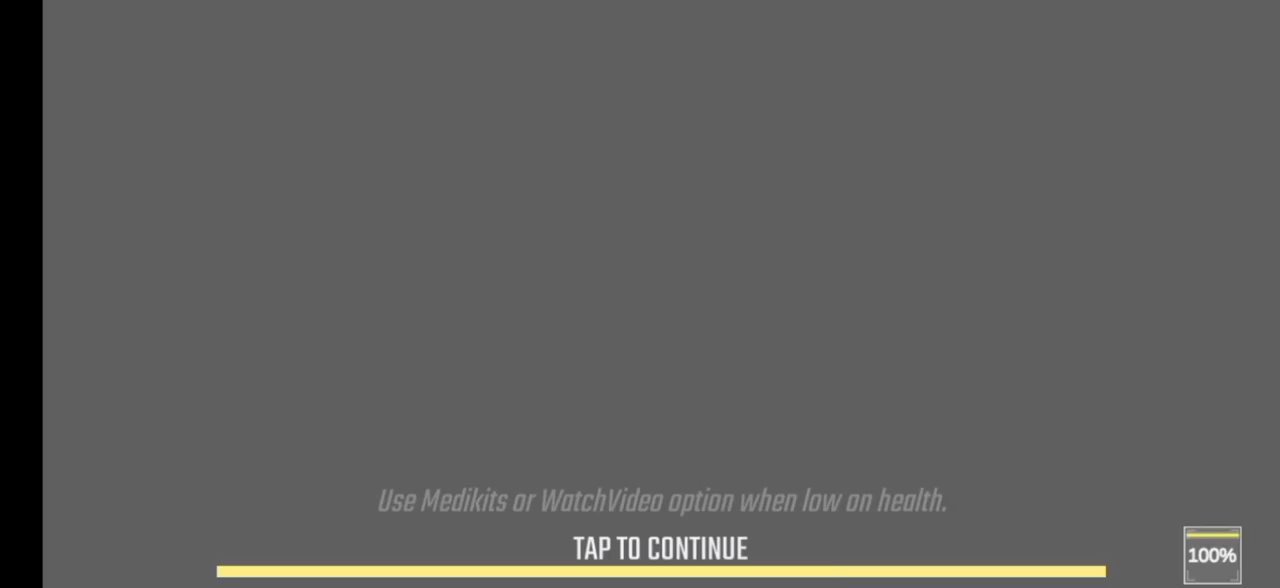 Use Medikits or WatchVideo option when low on health.
TAP TO CONTINUE
100%